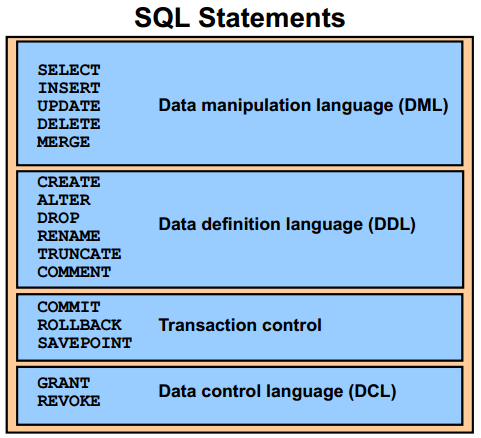 SQL Statements
SELECT
INSERT
UPDATE Data manipulation language (DML)
DELETE
MERGE
CREATE
ALTER
DROP Data definition language (DDL)
RENAME
TRUNCATE
COMMENT
COMMIT
ROLLBACK Transaction control
SAVEPOINT
GRANT
REVOKE Data control language (DCL)